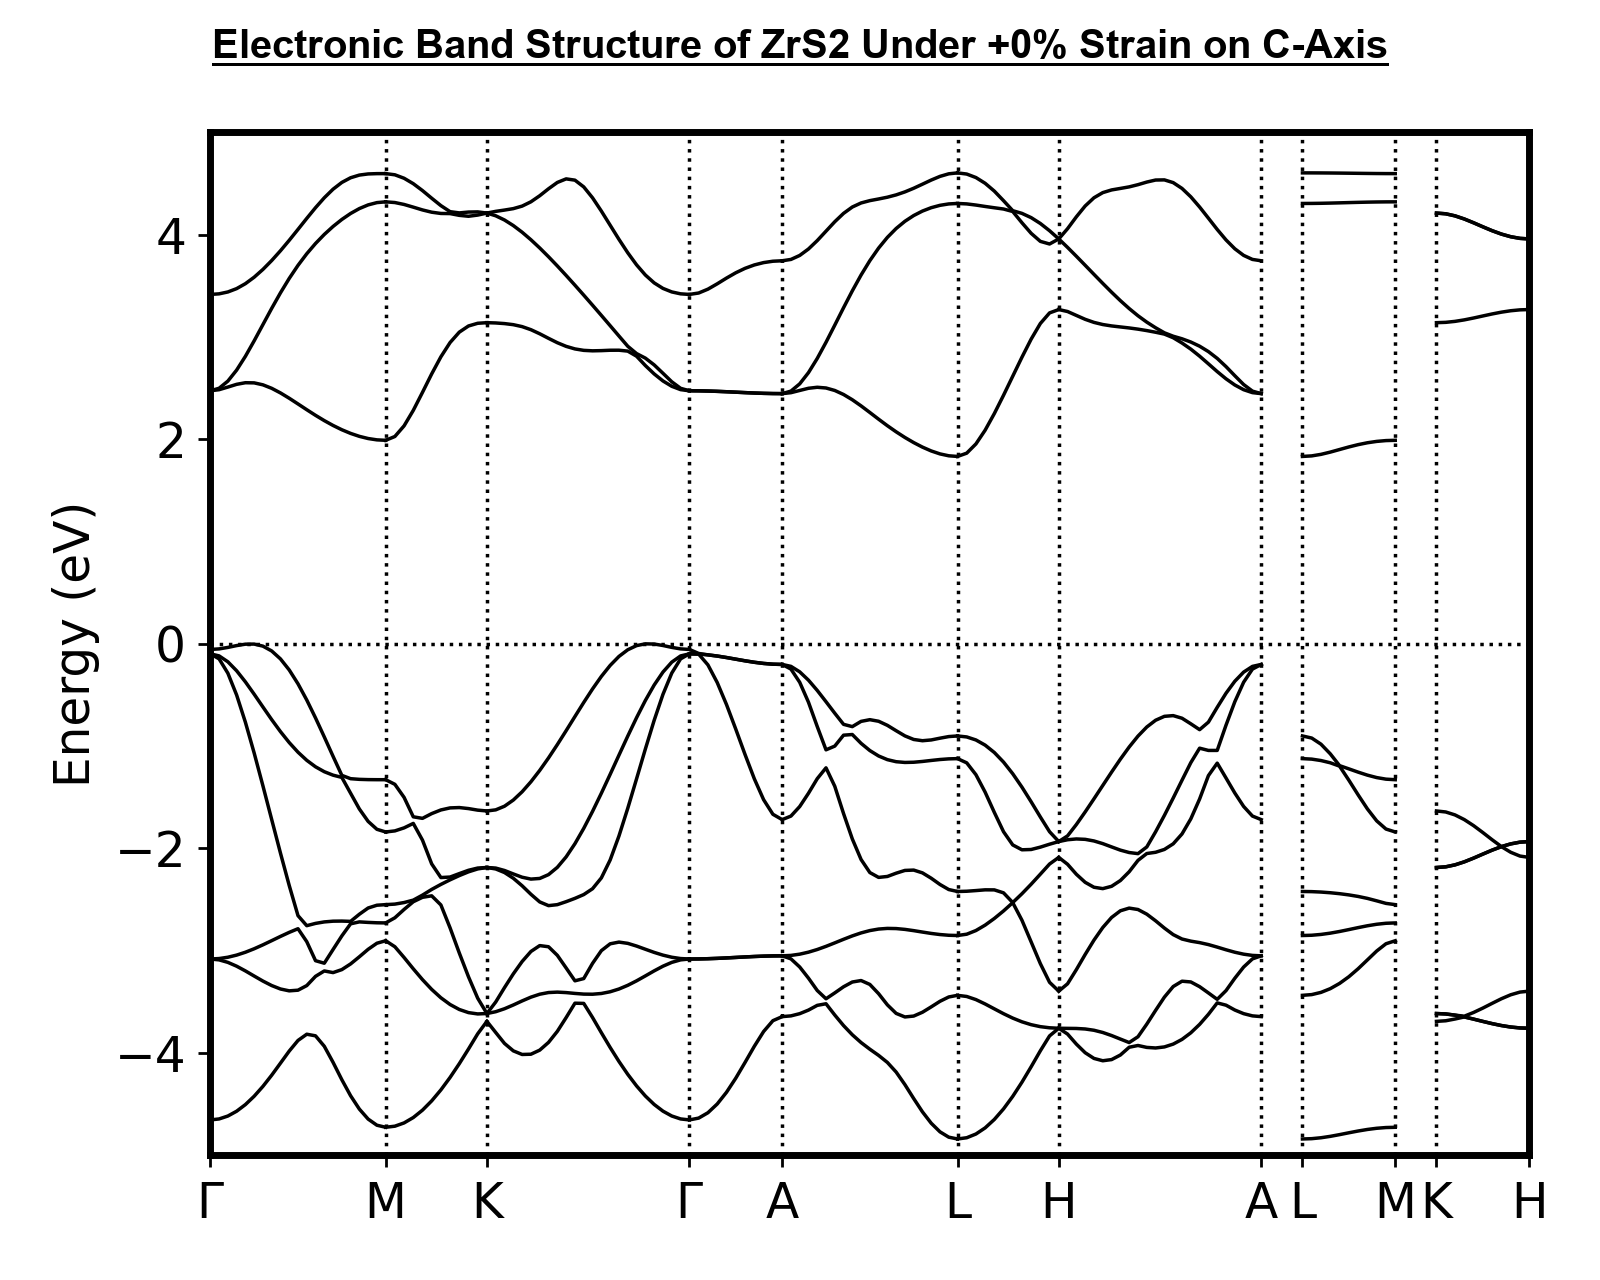 Electronic Band Structure of ZrS2 Under +0% Strain on C-Axis
Energy (eV)
4
2
0
−2
−4
Γ M K Γ A L H A L M K H